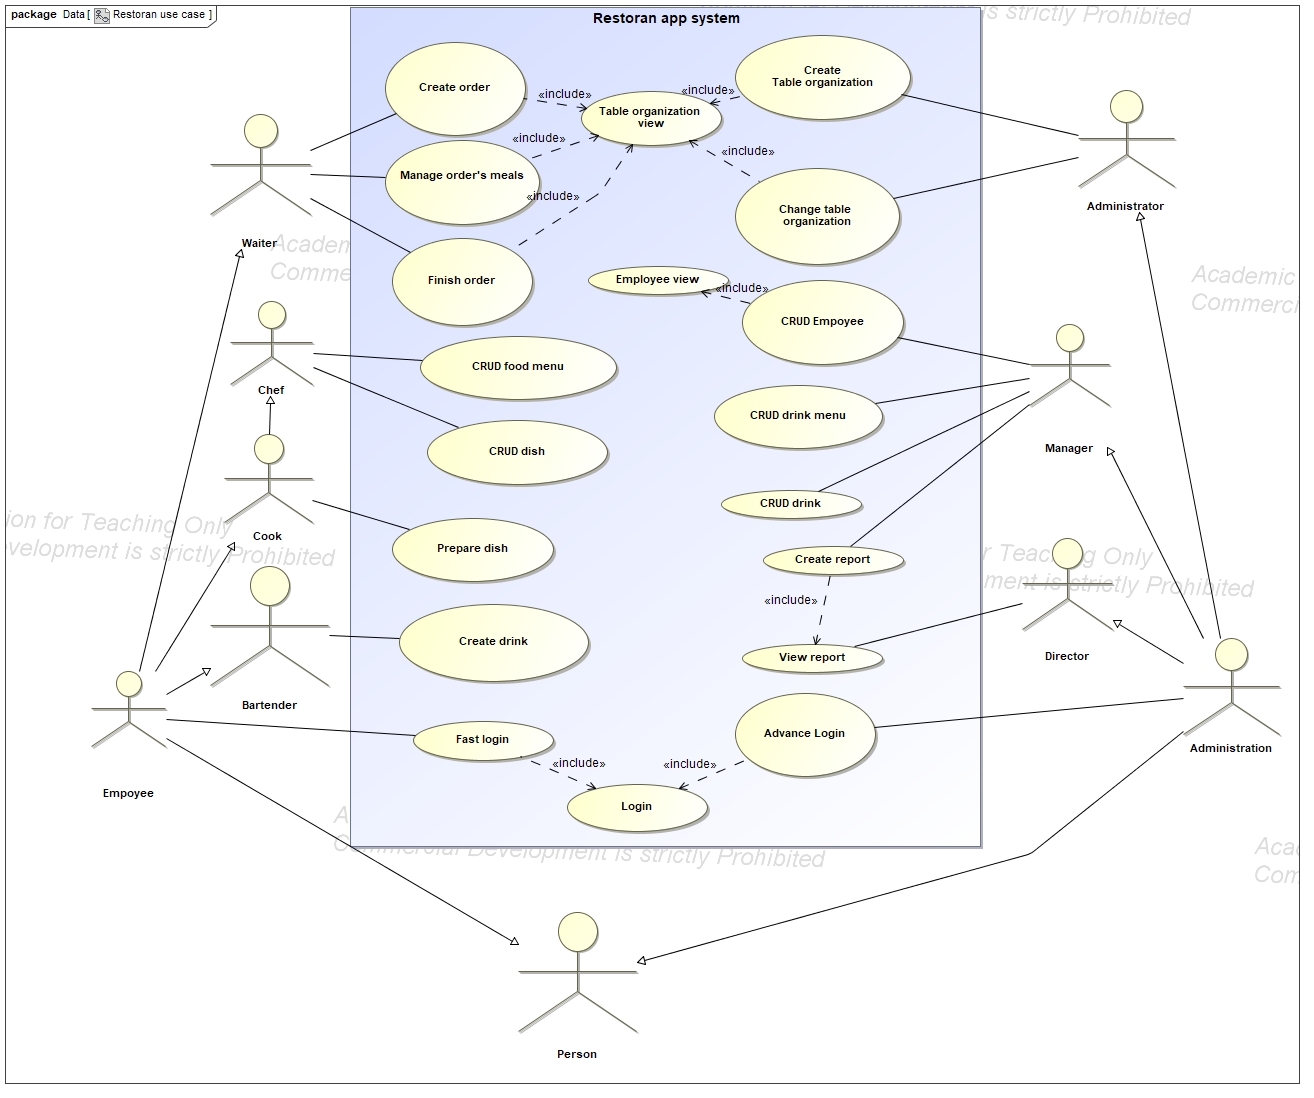 package Data [ Restoran use case ]
Restoran app system
is strictly Prohibited
Create order
«include»
Table organization
view
«include»
Create
Table organization
Manage order's meals
«include»
«include»
«include»
Change table
organization
Finish order
Waiter
Administrator
Academ
Comme
Academic
Commerci
Employee view
«include»
CRUD Empoyee
CRUD food menu
Chef
CRUD drink menu
CRUD dish
Manager
CRUD drink
ion for Teaching Only
velopment is strictly Prohibited
Cook
Prepare dish
Create report
r Teaching Only
ment is strictly Prohibited
«include»
Create drink
View report
Director
Bartender
Fast login
Advance Login
Administration
«include»
«include»
Empoyee
Login
A
Commercial Development is strictly Prohibited
Aca
Com
Person